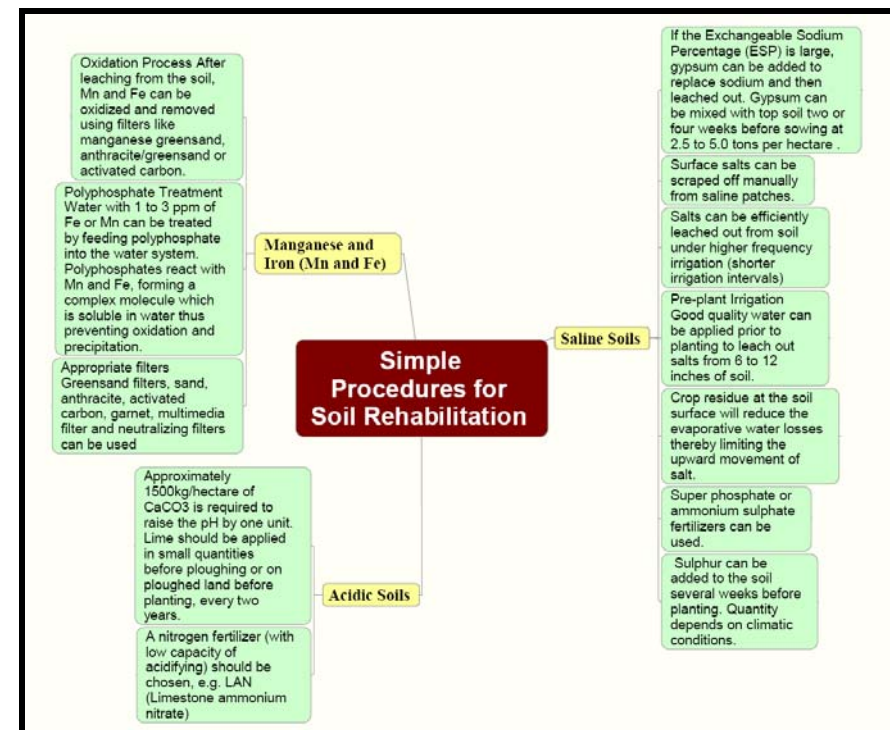 Simple
Procedures for
Soil Rehabilitation
Manganese and
Iron (Mn and Fe)
Oxidation Process After
leaching from the soil,
Mn and Fe can be
oxidized and removed
using filters like
manganese greensand,
anthracite/greensand or
activated carbon.
Polyphosphate Treatment
Water with 1 to 3 ppm of
Fe or Mn can be treated
by feeding polyphosphate
into the water system.
Polyphosphates react with
Mn and Fe, forming a
complex molecule which
is soluble in water thus
preventing oxidation and
precipitation.
Appropriate filters
Greensand filters, sand,
anthracite, activated
carbon, garnet, multimedia
filter and neutralizing filters
can be used
Acidic Soils
Approximately
1500kg/hectare of
CaCO3 is required to
raise the pH by one unit.
Lime should be applied
in small quantities
before ploughing or on
ploughed land before
planting, every two
years.
A nitrogen fertilizer (with
low capacity of
acidifying) should be
chosen, e.g. LAN
(Limestone ammonium
nitrate)
Saline Soils
If the Exchangeable Sodium
Percentage (ESP) is large,
gypsum can be added to
replace sodium and then
leached out. Gypsum can
be mixed with top soil two or
four weeks before sowing at
2.5 to 5.0 tons per hectare .
Surface salts can be
scraped off manually
from saline patches.
Salts can be efficiently
leached out from soil
under higher frequency
irrigation (shorter
irrigation intervals)
Pre-plant Irrigation
Good quality water can
be applied prior to
planting to leach out
salts from 6 to 12
inches of soil.
Crop residue at the soil
surface will reduce the
evaporative water losses
thereby limiting the
upward movement of
salt.
Super phosphate or
ammonium sulphate
fertilizers can be
used.
Sulphur can be
added to the soil
several weeks before
planting. Quantity
depends on climatic
conditions.